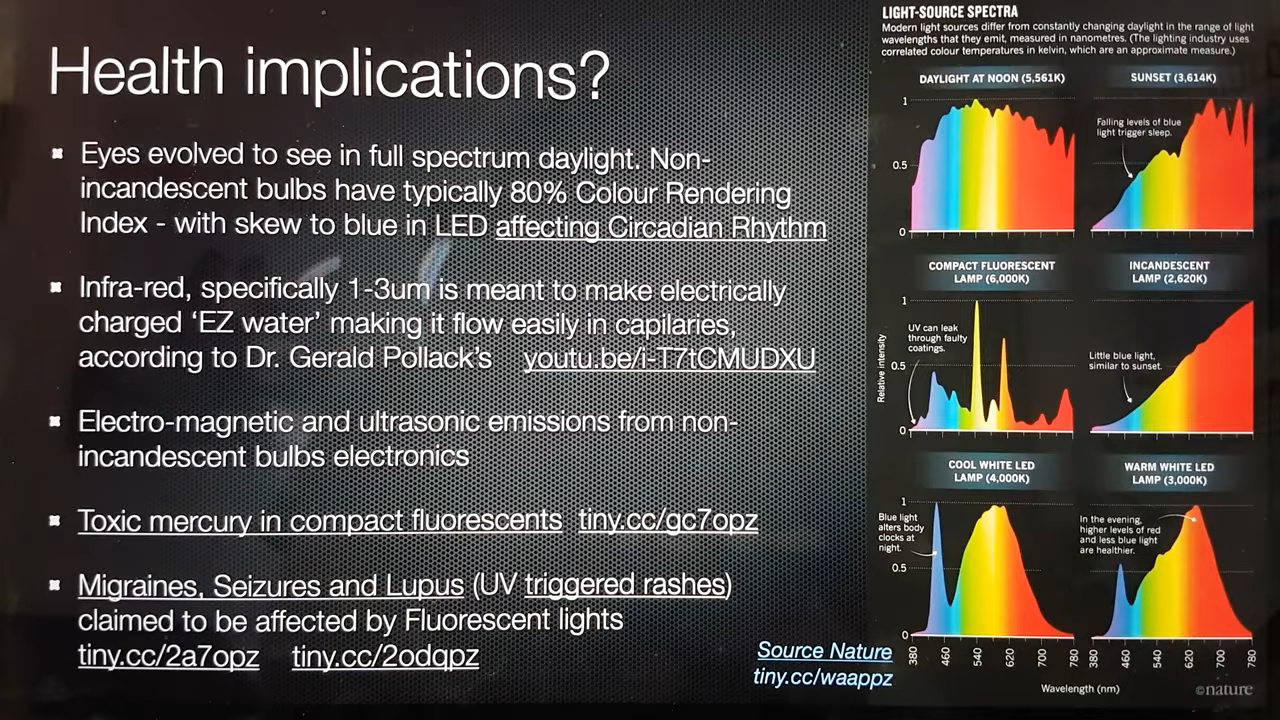 Health implications?
Eyes evolved to see in full spectrum daylight. Non-
incandescent bulbs have typically 80% Colour Rendering
Index - with skew to blue in LED affecting Circadian Rhythm
Infra-red, specifically 1-3um is meant to make electrically
charged ‘EZ water’ making it flow easily in capilaries,
according to Dr. Gerald Pollack’s youtu.be/i-T7tCMUDXU
Electro-magnetic and ultrasonic emissions from non-
incandescent bulbs electronics
Toxic mercury in compact fluorescents tiny.cc/gc7opz
Migraines, Seizures and Lupus (UV triggered rashes)
claimed to be affected by Fluorescent lights
tiny.cc/2a7opz tiny.cc/2odqpz
Source Nature
tiny.cc/waappz
LIGHT-SOURCE SPECTRA
Modern light sources differ from constantly changing daylight in the range of light
wavelengths that they emit, measured in nanometres. (The lighting industry uses
correlated colour temperatures in kelvin, which are an approximate measure.)
DAYLIGHT AT NOON (5,561K)
1
0.5
0
SUNSET (3,614K)
Falling levels of blue
light trigger sleep.
COMPACT FLUORESCENT
LAMP (6,000K)
1
UV can leak
through faulty
coatings.
0.5
0
Relative intensity
INCANDESCENT
LAMP (2,620K)
Little blue light,
similar to sunset.
COOL WHITE LED
LAMP (4,000K)
1
Blue light
alters body
clocks at
night.
0.5
0
380 460 540 620 700 780
WARM WHITE LED
LAMP (3,000K)
In the evening,
higher levels of red
and less blue light
are healthier.
380 460 540 620 700 780
Wavelength (nm)
©nature